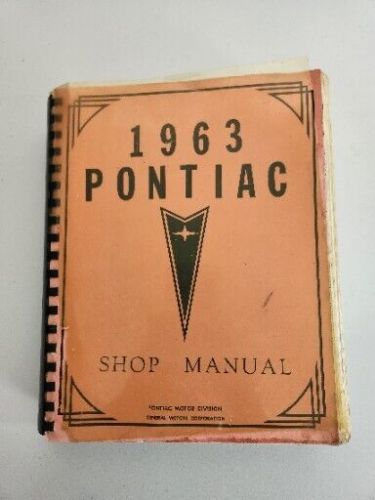 1963
PONTIAC
SHOP MANUAL
PONTIAC MOTOR DIVISION
GENERAL MOTORS CORPORATION